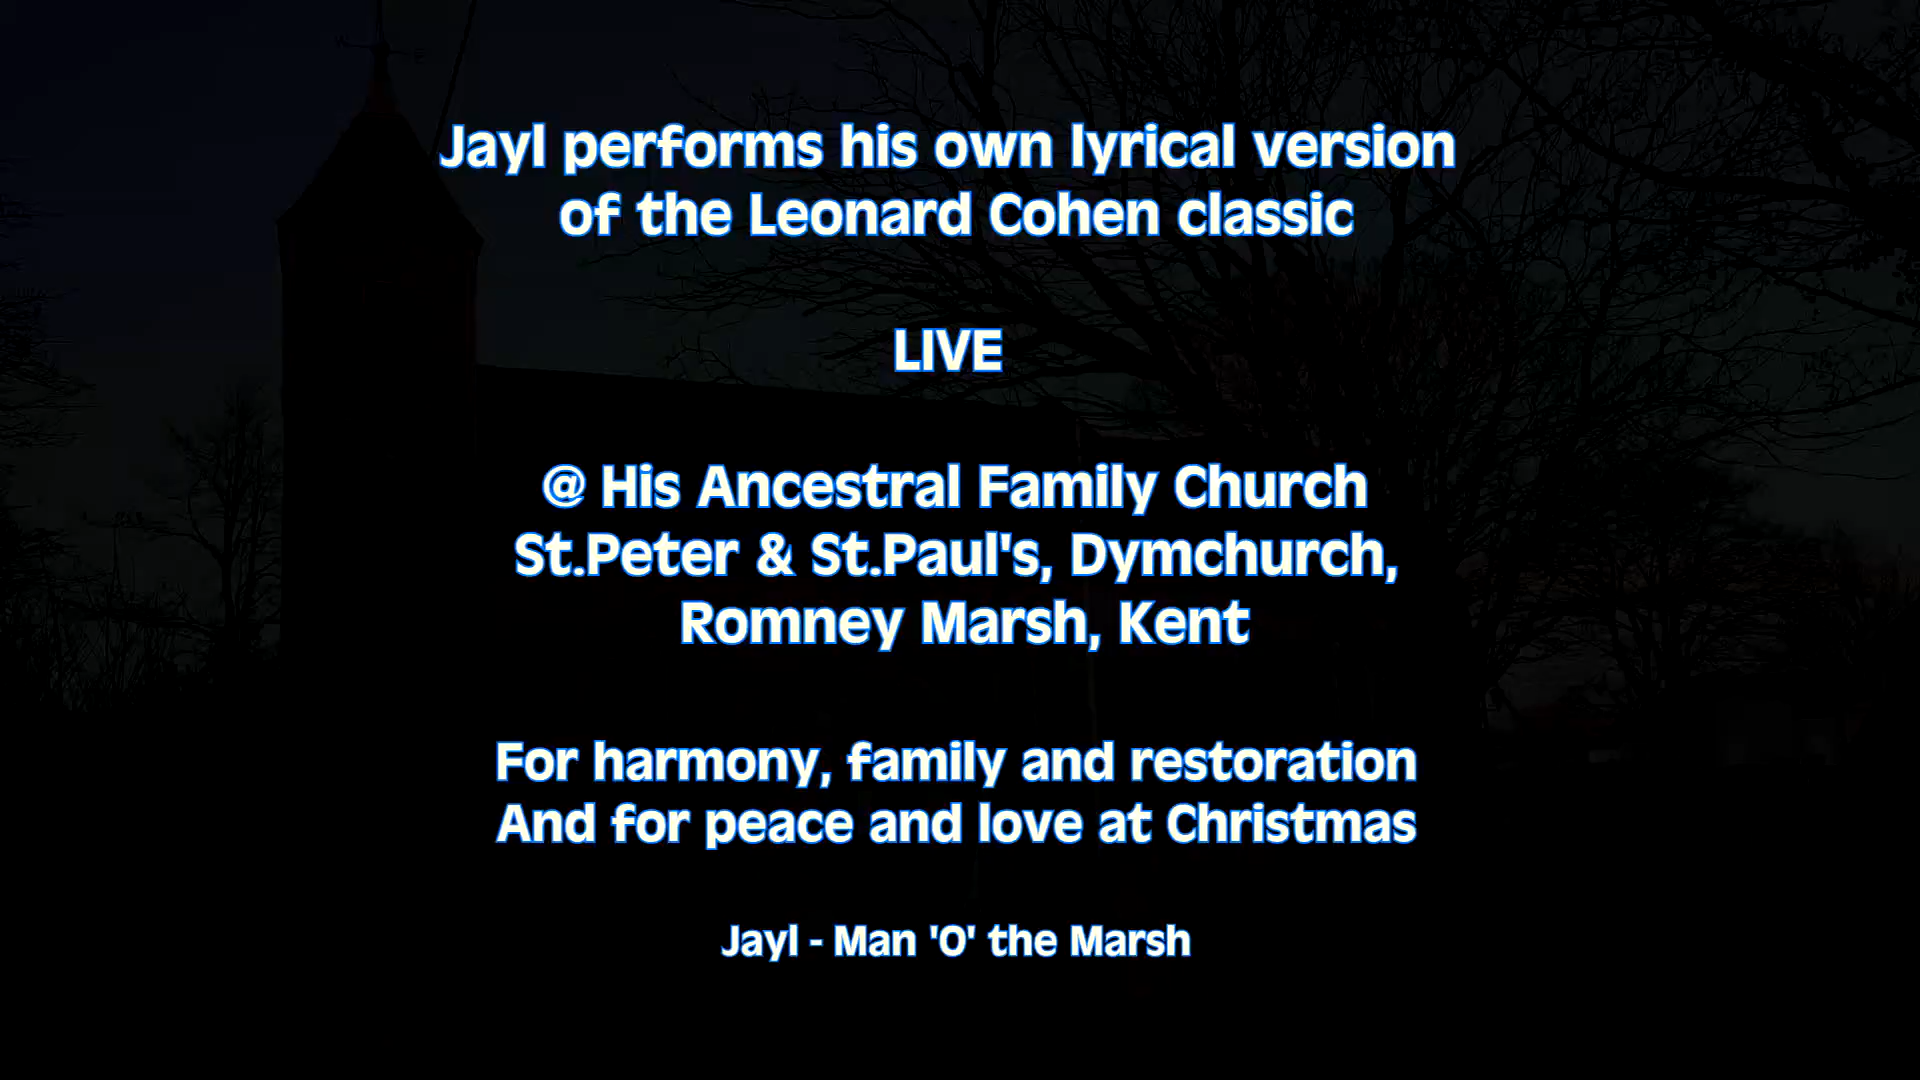 Jayl performs his own lyrical version
of the Leonard Cohen classic
LIVE
@ His Ancestral Family Church
St.Peter & St.Paul's, Dymchurch,
Romney Marsh, Kent
For harmony, family and restoration
And for peace and love at Christmas
Jayl - Man 'O' the Marsh